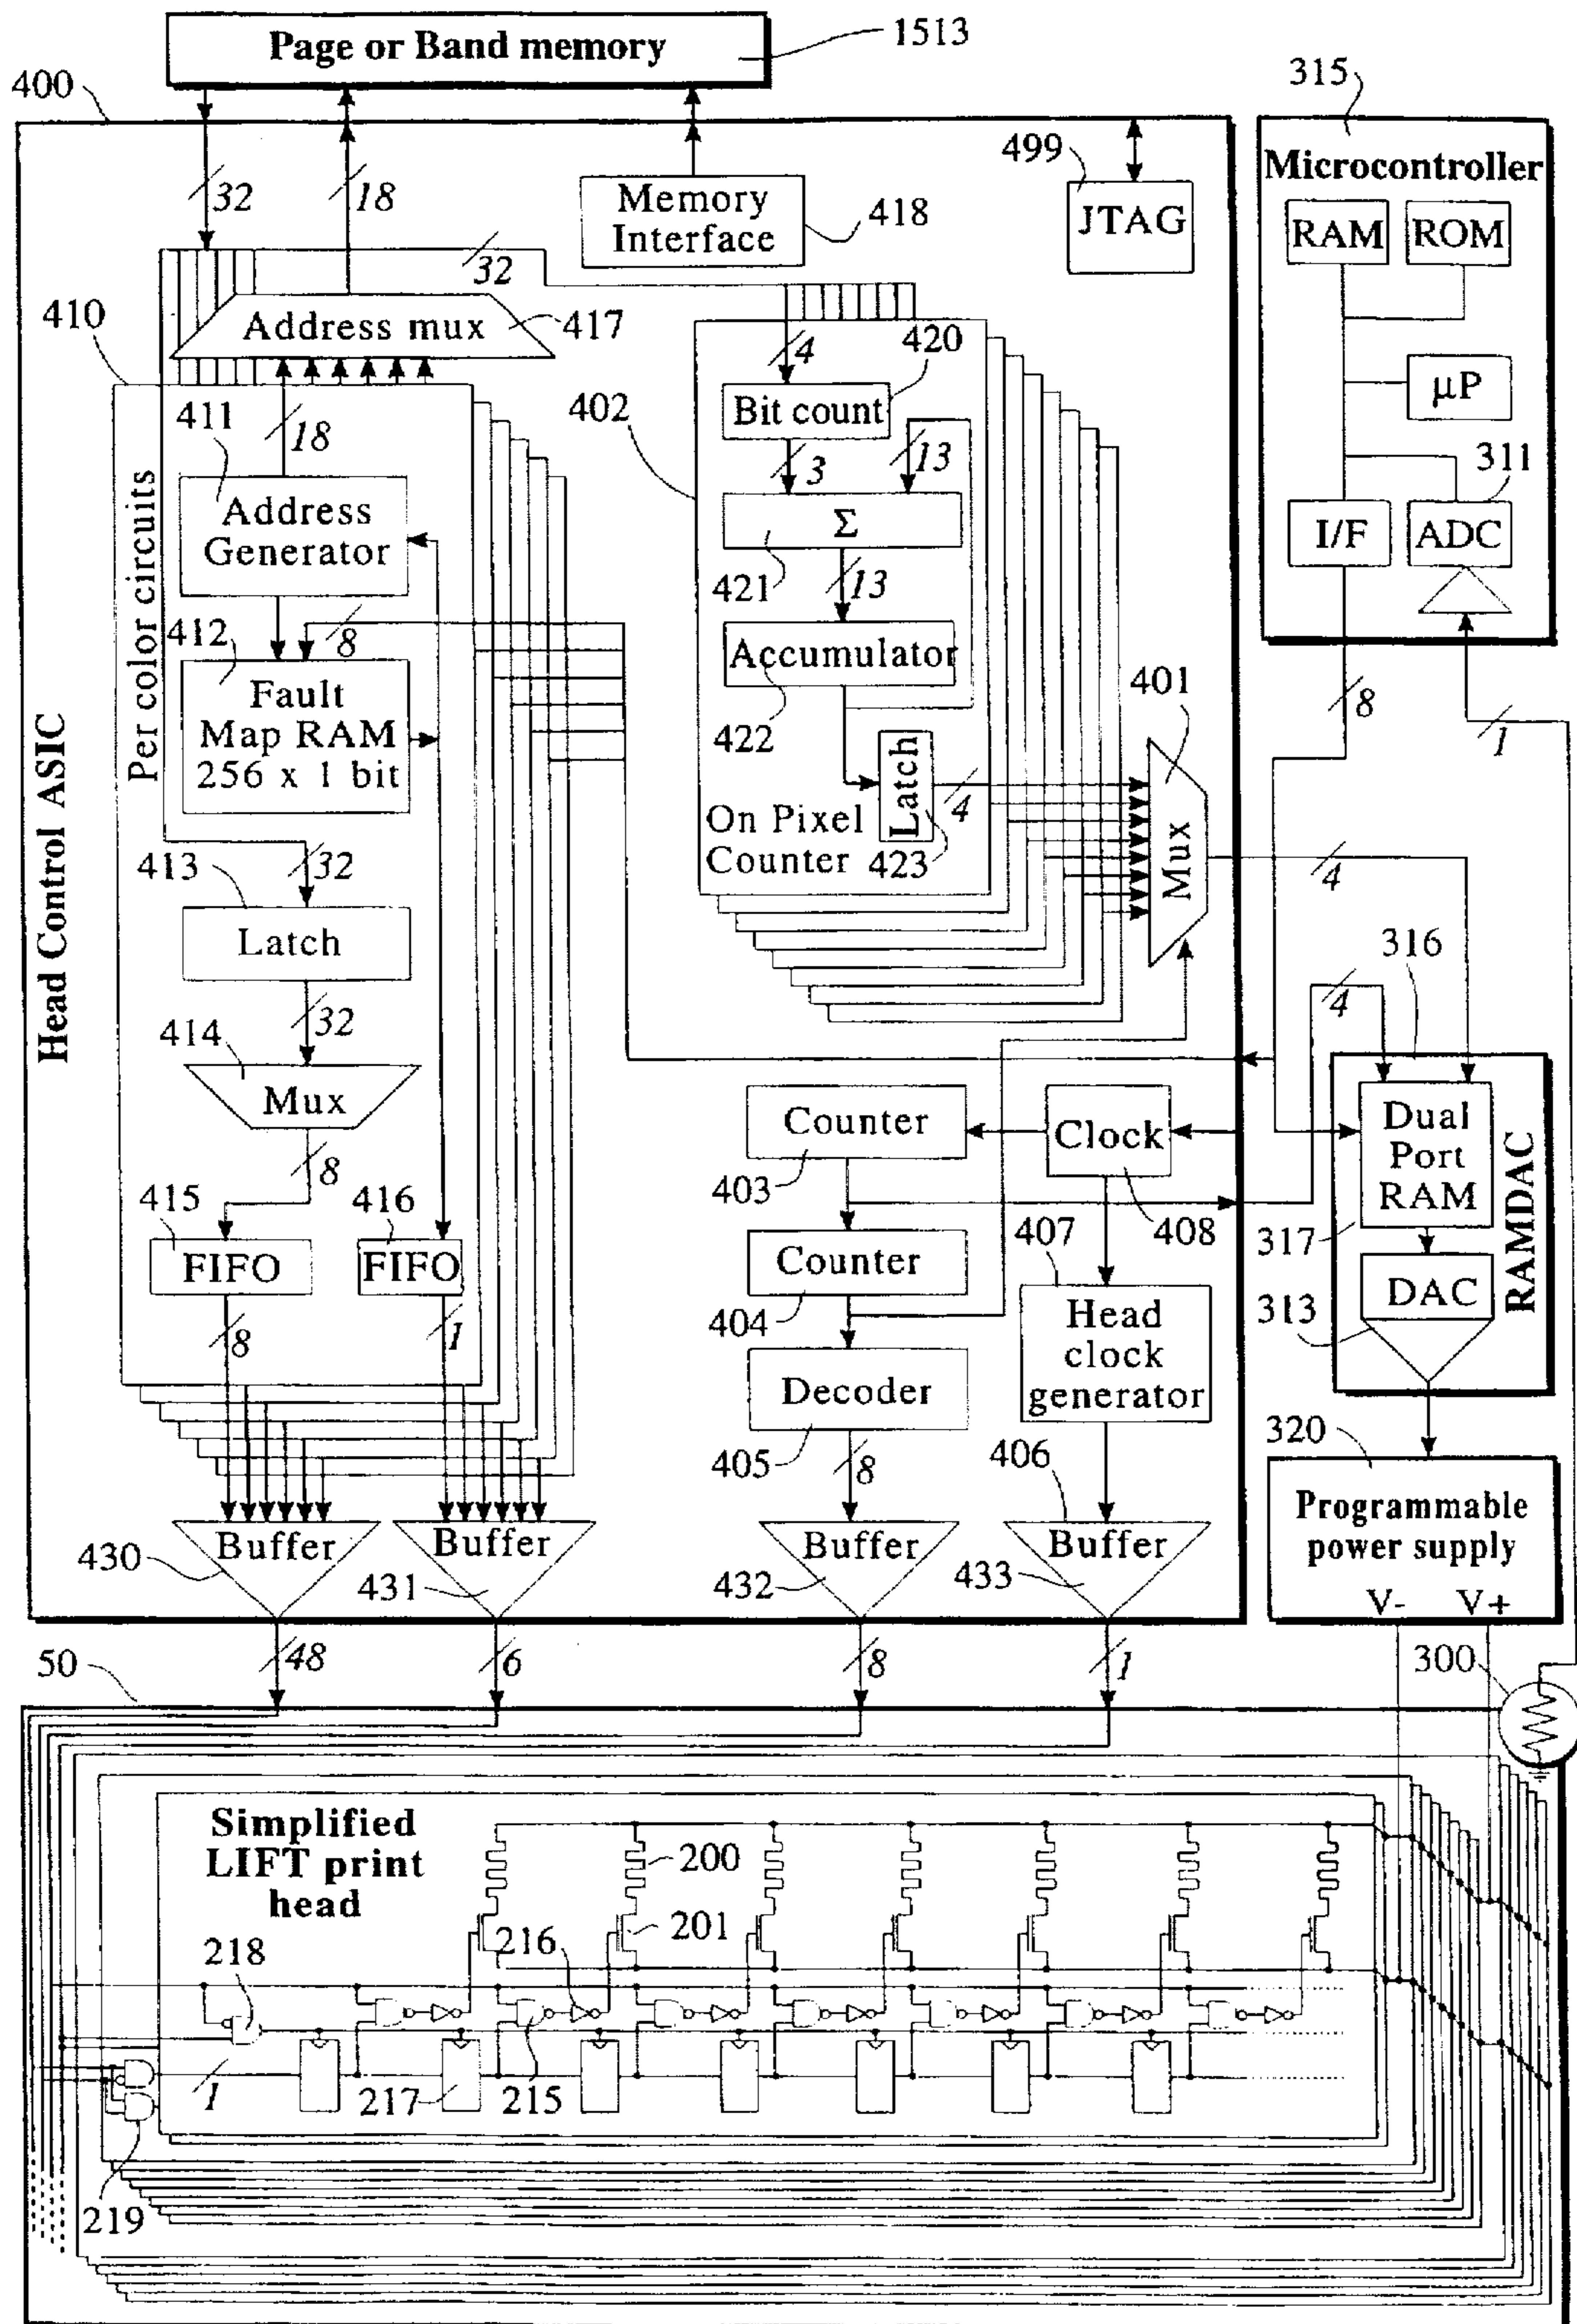 Page or Band memory
1513
400
315
32
18
Memory
Interface
418
499
JTAG
Microcontroller
RAM
ROM
μP
311
I/F
ADC
8
1
32
410
Address mux
417
Head Control ASIC
Per color circuits
411
18
Address
Generator
412
8
Fault
Map RAM
256 x 1 bit
413
32
Latch
32
414
Mux
8
415
416
FIFO
FIFO
8
1
4
420
402
Bit count
3
13
Σ
421
13
Accumulator
422
Latch
4
On Pixel
Counter
423
401
Mux
4
316
4
Counter
Clock
403
408
Counter
407
404
Head
clock
generator
Decoder
405
8
406
Dual
Port
RAM
317
DAC
313
RAMDAC
320
Programmable
power supply
V-
V+
Buffer
Buffer
Buffer
Buffer
430
431
432
433
48
6
8
1
50
300
Simplified
LIFT print
head
200
201
216
218
1
217
215
219